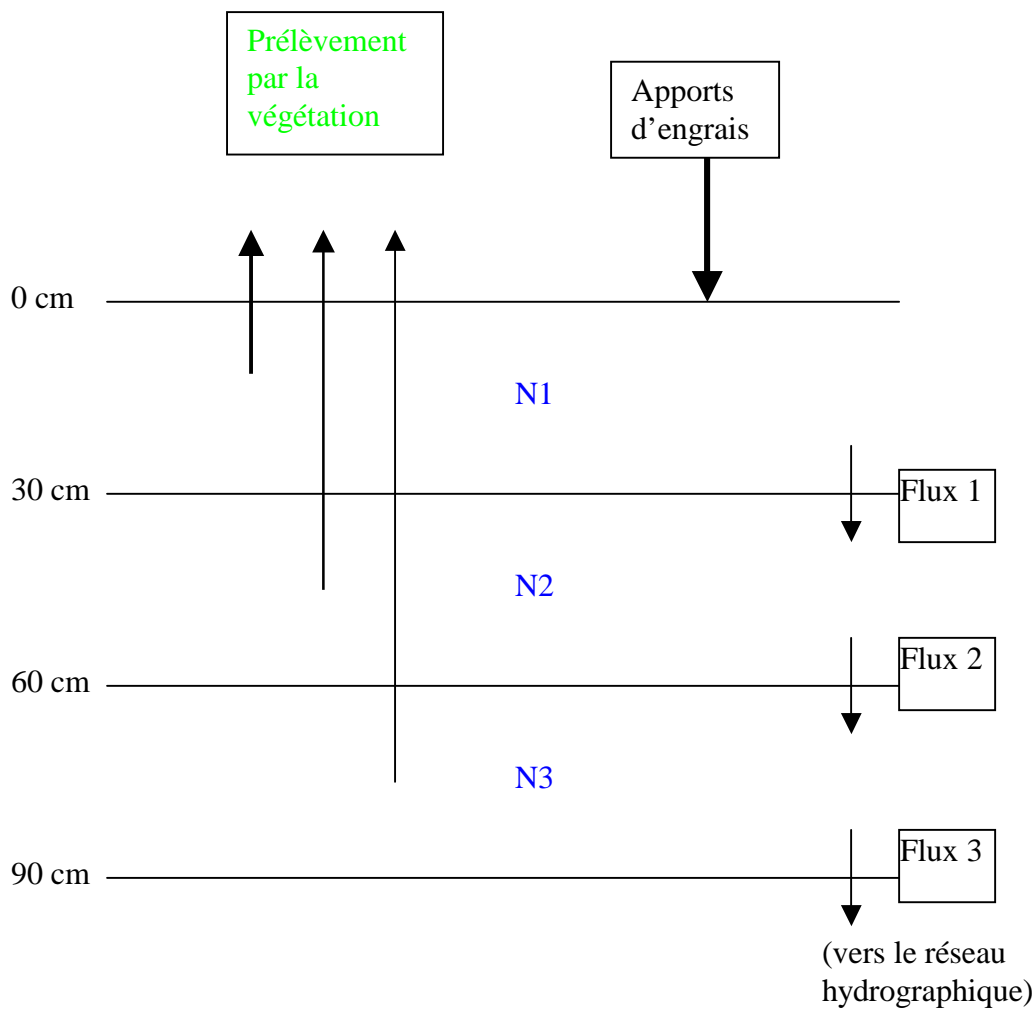 Prélèvement
par la
végétation
Apports
d’engrais
0 cm
N1
30 cm
Flux 1
N2
60 cm
Flux 2
N3
90 cm
Flux 3
(vers le réseau
hydrographique)